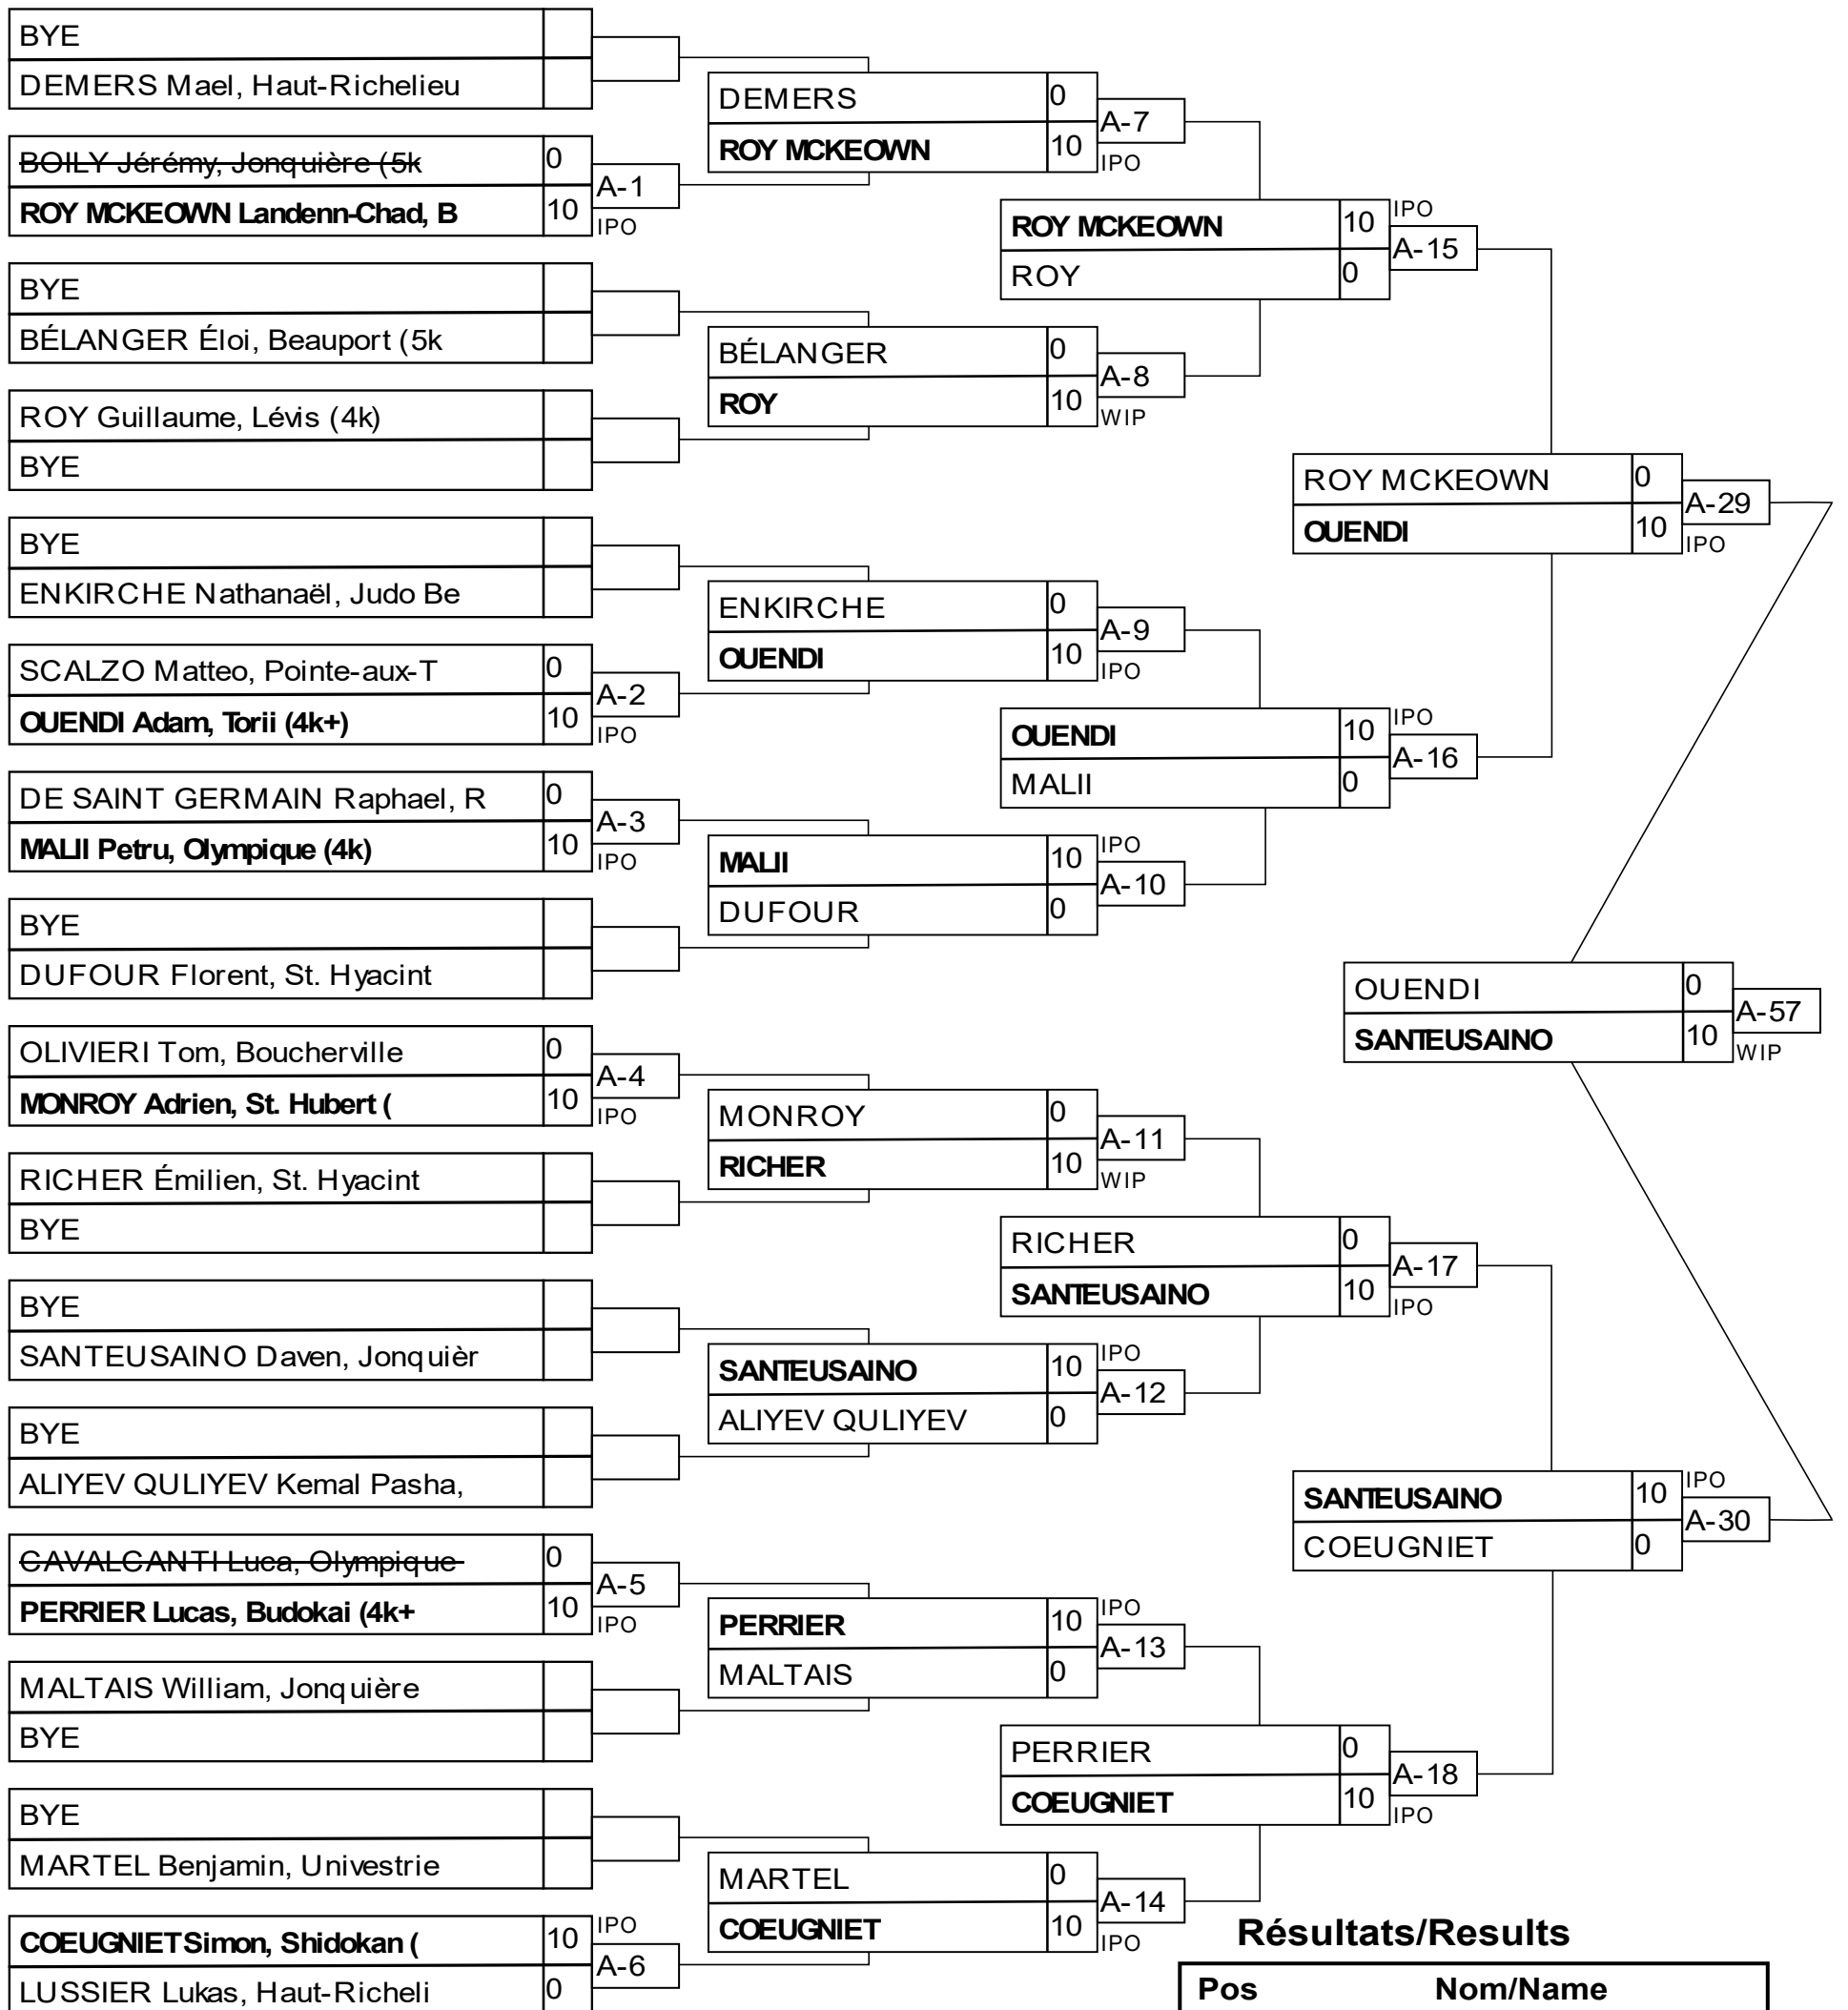 BYE
DEMERS Mael, Haut-Richelieu
BOILY Jérémy, Jonquière (5k 0
A-1
ROY MCKEOWN Landenn-Chad, B 10
IPO
BYE
BÉLANGER Éloi, Beauport (5k
ROY Guillaume, Lévis (4k)
BYE
BYE
ENKIRCHE Nathanaël, Judo Be
SCALZO Matteo, Pointe-aux-T 0
A-2
OUENDI Adam, Torii (4k+) 10
IPO
DE SAINT GERMAIN Raphael, R 0
A-3
MALII Petru, Olympique (4k) 10
IPO
BYE
DUFOUR Florent, St. Hyacint
OLIVIERI Tom, Boucherville 0
A-4
MONROY Adrien, St. Hubert ( 10
IPO
RICHER Émilien, St. Hyacint
BYE
BYE
SANTEUSAINO Daven, Jonquièr
BYE
ALIYEV QULIYEV Kemal Pasha,
CAVALCANTI Luca, Olympique 0
A-5
PERRIER Lucas, Budokai (4k+ 10
IPO
MALTAIS William, Jonquière
BYE
BYE
MARTEL Benjamin, Univestrie
COEUGNIET Simon, Shidokan ( 10
IPO
A-6
LUSSIER Lukas, Haut-Richeli 0
DEMERS 0
A-7
ROY MCKEOWN 10
IPO
BÉLANGER 0
A-8
ROY 10
WIP
ENKIRCHE 0
A-9
OUENDI 10
IPO
MALII 10
IPO
A-10
DUFOUR 0
MONROY 0
A-11
RICHER 10
WIP
SANTEUSAINO 10
IPO
A-12
ALIYEV QULIYEV 0
PERRIER 10
IPO
A-13
MALTAIS 0
MARTEL 0
A-14
COEUGNIET 10
IPO
ROY MCKEOWN 10
IPO
A-15
ROY 0
OUENDI 10
IPO
A-16
MALII 0
RICHER 0
A-17
SANTEUSAINO 10
IPO
PERRIER 0
A-18
COEUGNIET 10
IPO
ROY MCKEOWN 0
A-29
OUENDI 10
IPO
SANTEUSAINO 10
IPO
A-30
COEUGNIET 0
OUENDI 0
A-57
SANTEUSAINO 10
WIP
Résultats/Results
Pos Nom/Name